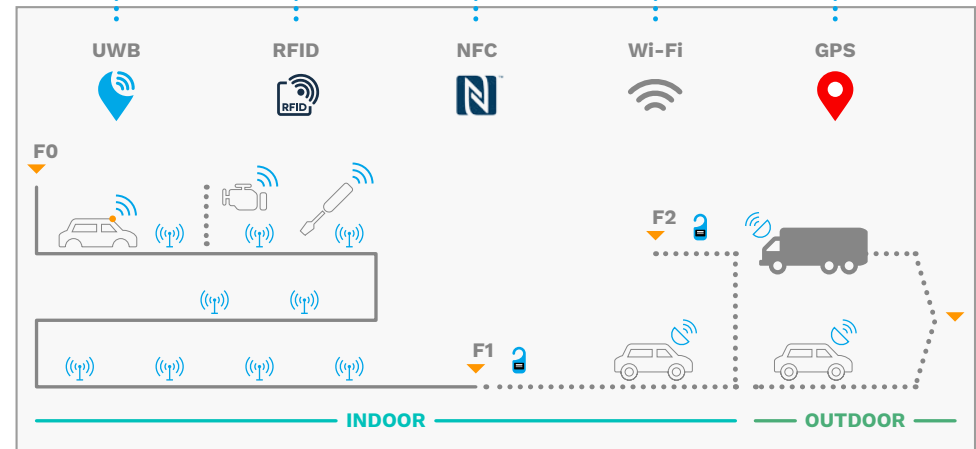 UWB RFID NFC Wi-Fi GPS
RFID
F0
F2
F1
INDOOR OUTDOOR